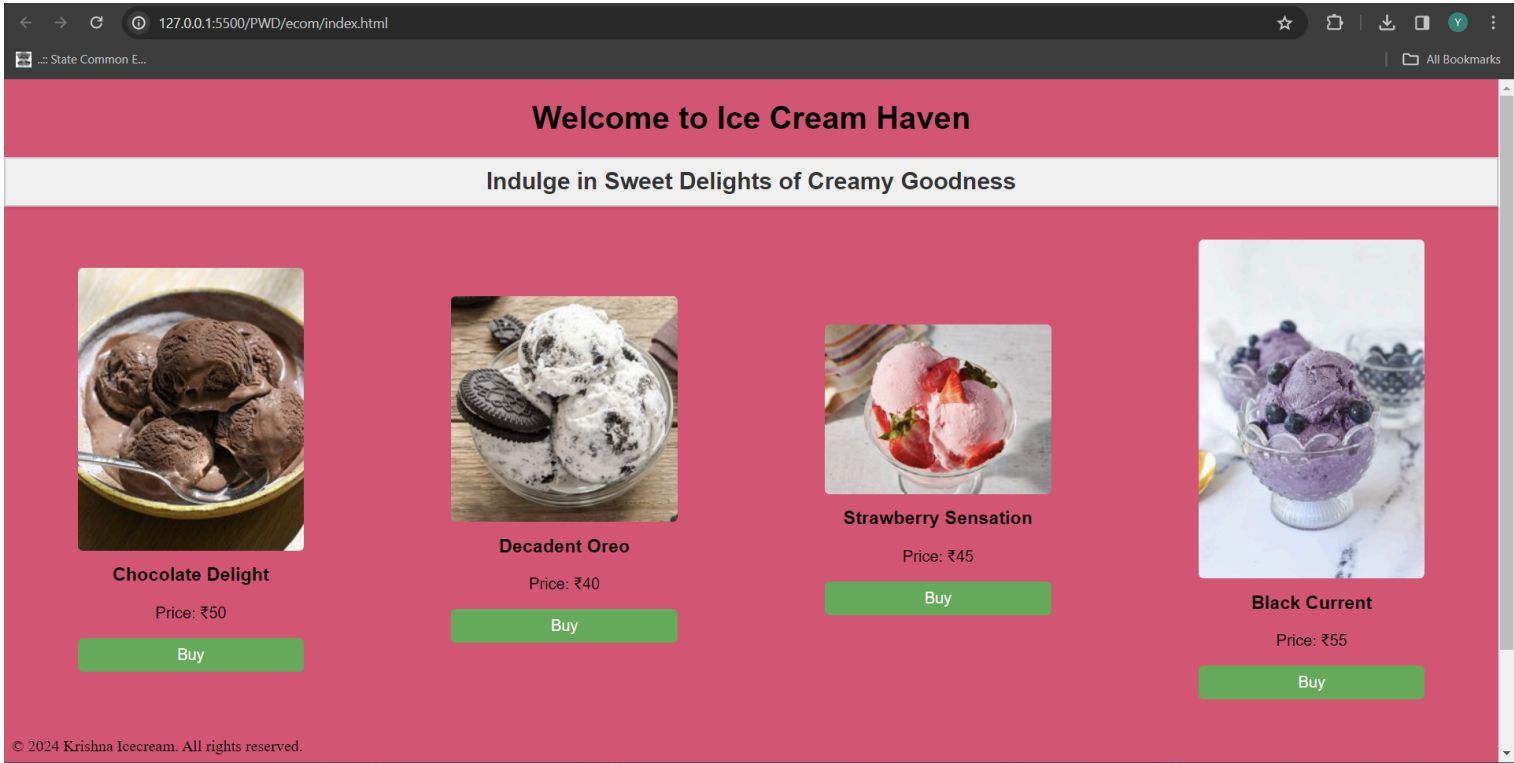 127.0.0.1:5500/PWD/ecom/index.html
Y
..:: State Common E...
All Bookmarks
Welcome to Ice Cream Haven
Indulge in Sweet Delights of Creamy Goodness
Chocolate Delight
Price: ₹50
Buy
Decadent Oreo
Price: ₹40
Buy
Strawberry Sensation
Price: ₹45
Buy
Black Current
Price: ₹55
Buy
© 2024 Krishna Icecream. All rights reserved.